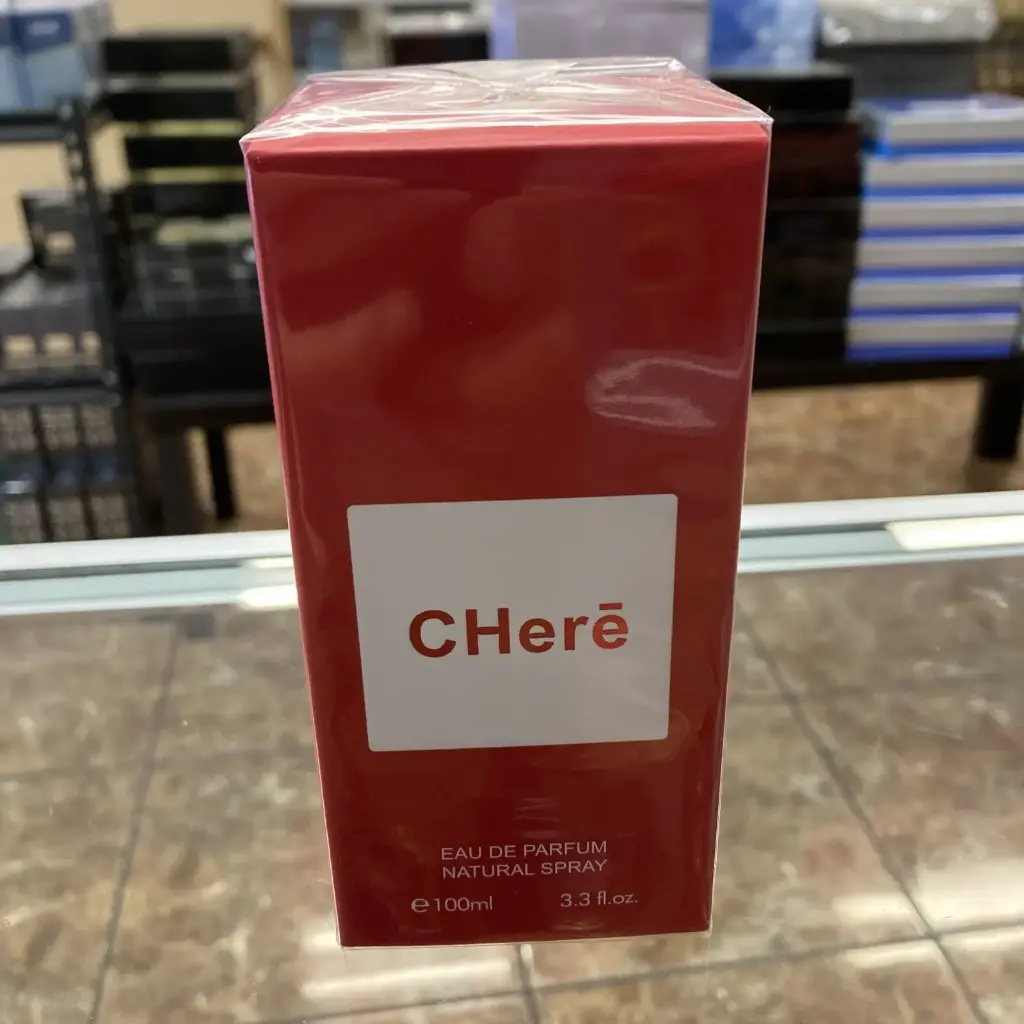 CHerē
EAU DE PARFUM
NATURAL SPRAY
℮100ml 3.3 fl.oz.